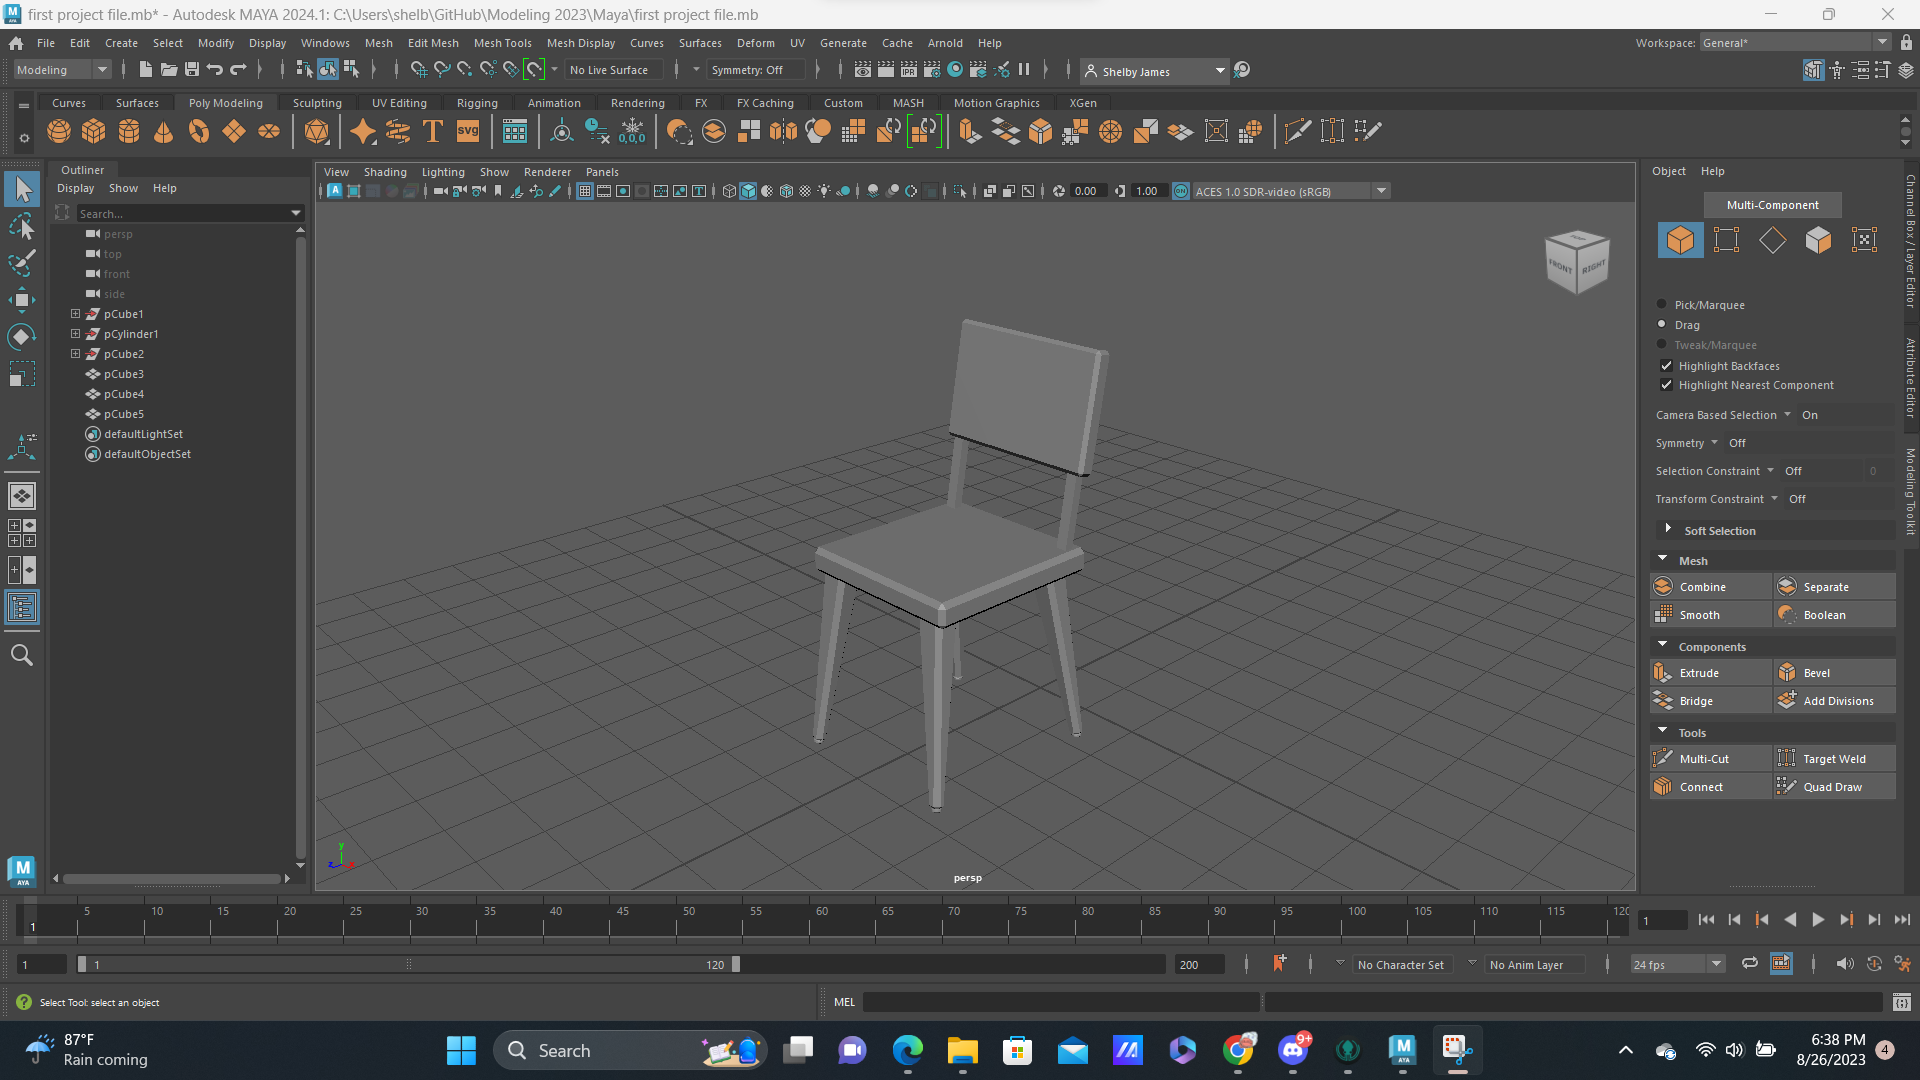 first project file.mb* - Autodesk MAYA 2024.1: C:\Users\shelb\GitHub\Modeling 2023\Maya\first project file.mb
File Edit Create Select Modify Display Windows Mesh Edit Mesh Mesh Tools Mesh Display Curves Surfaces Deform UV Generate Cache Arnold Help
Workspace: General*
Modeling
No Live Surface
Symmetry: Off
Shelby James
Curves Surfaces Poly Modeling Sculpting UV Editing Rigging Animation Rendering FX FX Caching Custom MASH Motion Graphics XGen
Outliner
Display Show Help
Search...
persp
top
front
side
pCube1
pCylinder1
pCube2
pCube3
pCube4
pCube5
defaultLightSet
defaultObjectSet
View Shading Lighting Show Renderer Panels
0.00
1.00
ACES 1.0 SDR-video (sRGB)
FRONT
RIGHT
y
z
x
persp
Object Help
Multi-Component
Pick/Marquee
Drag
Tweak/Marquee
Highlight Backfaces
Highlight Nearest Component
Camera Based Selection On
Symmetry Off
Selection Constraint Off 0
Transform Constraint Off
Soft Selection
Mesh
Combine Separate
Smooth Boolean
Components
Extrude Bevel
Bridge Add Divisions
Tools
Multi-Cut Target Weld
Connect Quad Draw
Channel Box / Layer Editor
Attribute Editor
Modeling Toolkit
5 10 15 20 25 30 35 40 45 50 55 60 65 70 75 80 85 90 95 100 105 110 115 120
1
1
1
1
120
200
No Character Set
No Anim Layer
24 fps
Select Tool: select an object
MEL
87°F
Rain coming
Search
9+
6:38 PM
8/26/2023
4